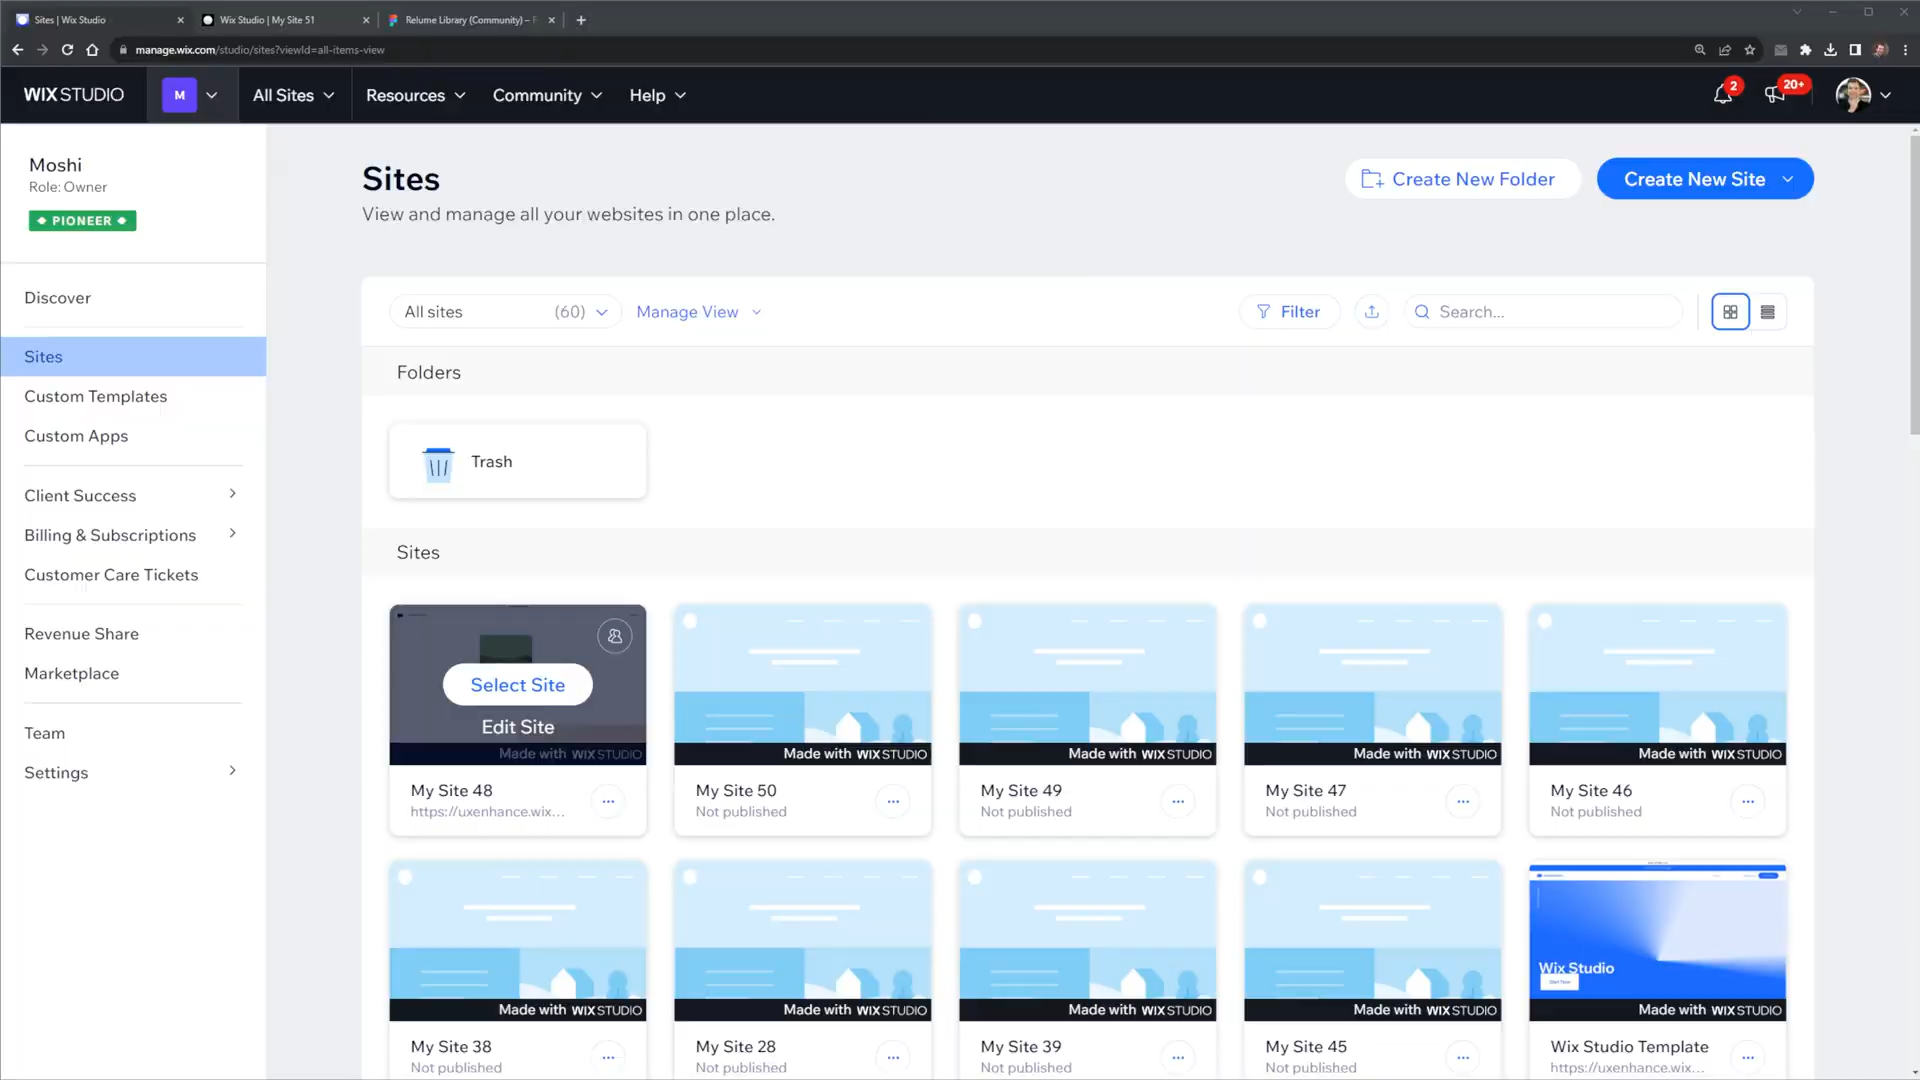 Sites | Wix Studio
Wix Studio | My Site 51
Relume Library (Community) – F
manage.wix.com/studio/sites?viewId=all-items-view
WIX STUDIO
M
All Sites
Resources
Community
Help
2
20+
Moshi
Role: Owner
PIONEER
Discover
Sites
Custom Templates
Custom Apps
Client Success
Billing & Subscriptions
Customer Care Tickets
Revenue Share
Marketplace
Team
Settings
Sites
View and manage all your websites in one place.
Create New Folder
Create New Site
All sites (60)
Manage View
Filter
Search...
Folders
Trash
Sites
Select Site
Edit Site
Made with WIX STUDIO
Made with WIX STUDIO
Made with WIX STUDIO
Made with WIX STUDIO
Made with WIX STUDIO
My Site 48
https://uxenhance.wix...
My Site 50
Not published
My Site 49
Not published
My Site 47
Not published
My Site 46
Not published
Wix Studio
Start Now
Made with WIX STUDIO
Made with WIX STUDIO
Made with WIX STUDIO
Made with WIX STUDIO
Made with WIX STUDIO
My Site 38
Not published
My Site 28
Not published
My Site 39
Not published
My Site 45
Not published
Wix Studio Template
https://uxenhance.wix...